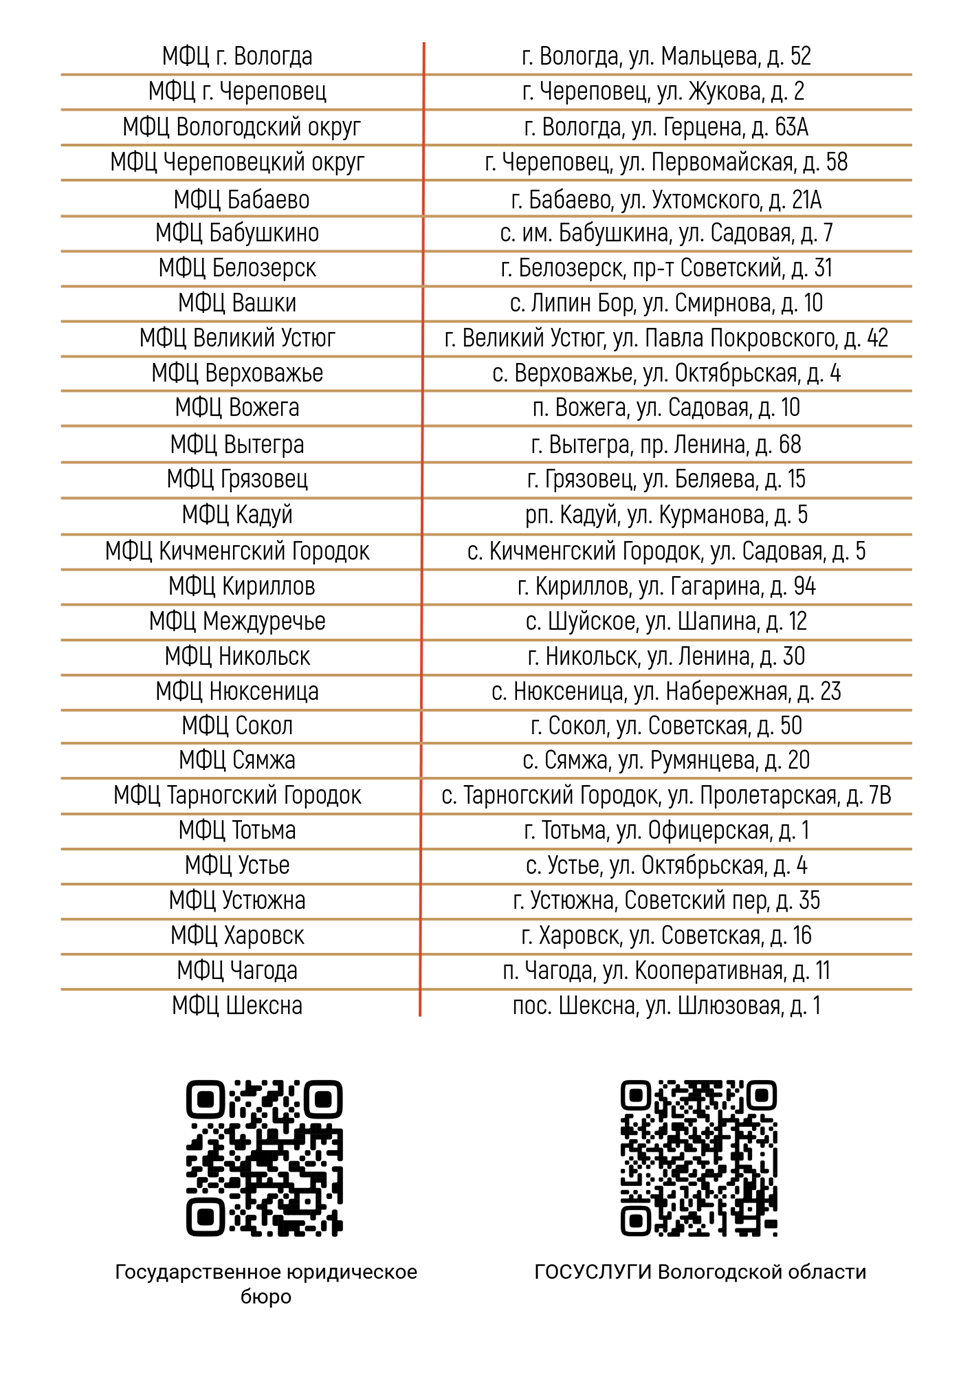 МФЦ г. Вологда г. Вологда, ул. Мальцева, д. 52
МФЦ г. Череповец г. Череповец, ул. Жукова, д. 2
МФЦ Вологодский округ г. Вологда, ул. Герцена, д. 63А
МФЦ Череповецкий округ г. Череповец, ул. Первомайская, д. 58
МФЦ Бабаево г. Бабаево, ул. Ухтомского, д. 21А
МФЦ Бабушкино с. им. Бабушкина, ул. Садовая, д. 7
МФЦ Белозерск г. Белозерск, пр-т Советский, д. 31
МФЦ Вашки с. Липин Бор, ул. Смирнова, д. 10
МФЦ Великий Устюг г. Великий Устюг, ул. Павла Покровского, д. 42
МФЦ Верховажье с. Верховажье, ул. Октябрьская, д. 4
МФЦ Вожега п. Вожега, ул. Садовая, д. 10
МФЦ Вытегра г. Вытегра, пр. Ленина, д. 68
МФЦ Грязовец г. Грязовец, ул. Беляева, д. 15
МФЦ Кадуй рп. Кадуй, ул. Курманова, д. 5
МФЦ Кичменгский Городок с. Кичменгский Городок, ул. Садовая, д. 5
МФЦ Кириллов г. Кириллов, ул. Гагарина, д. 94
МФЦ Междуречье с. Шуйское, ул. Шапина, д. 12
МФЦ Никольск г. Никольск, ул. Ленина, д. 30
МФЦ Нюксеница с. Нюксеница, ул. Набережная, д. 23
МФЦ Сокол г. Сокол, ул. Советская, д. 50
МФЦ Сямжа с. Сямжа, ул. Румянцева, д. 20
МФЦ Тарногский Городок с. Тарногский Городок, ул. Пролетарская, д. 7В
МФЦ Тотьма г. Тотьма, ул. Офицерская, д. 1
МФЦ Устье с. Устье, ул. Октябрьская, д. 4
МФЦ Устюжна г. Устюжна, Советский пер, д. 35
МФЦ Харовск г. Харовск, ул. Советская, д. 16
МФЦ Чагода п. Чагода, ул. Кооперативная, д. 11
МФЦ Шексна пос. Шексна, ул. Шлюзовая, д. 1
Государственное юридическое
бюро
ГОСУСЛУГИ Вологодской области